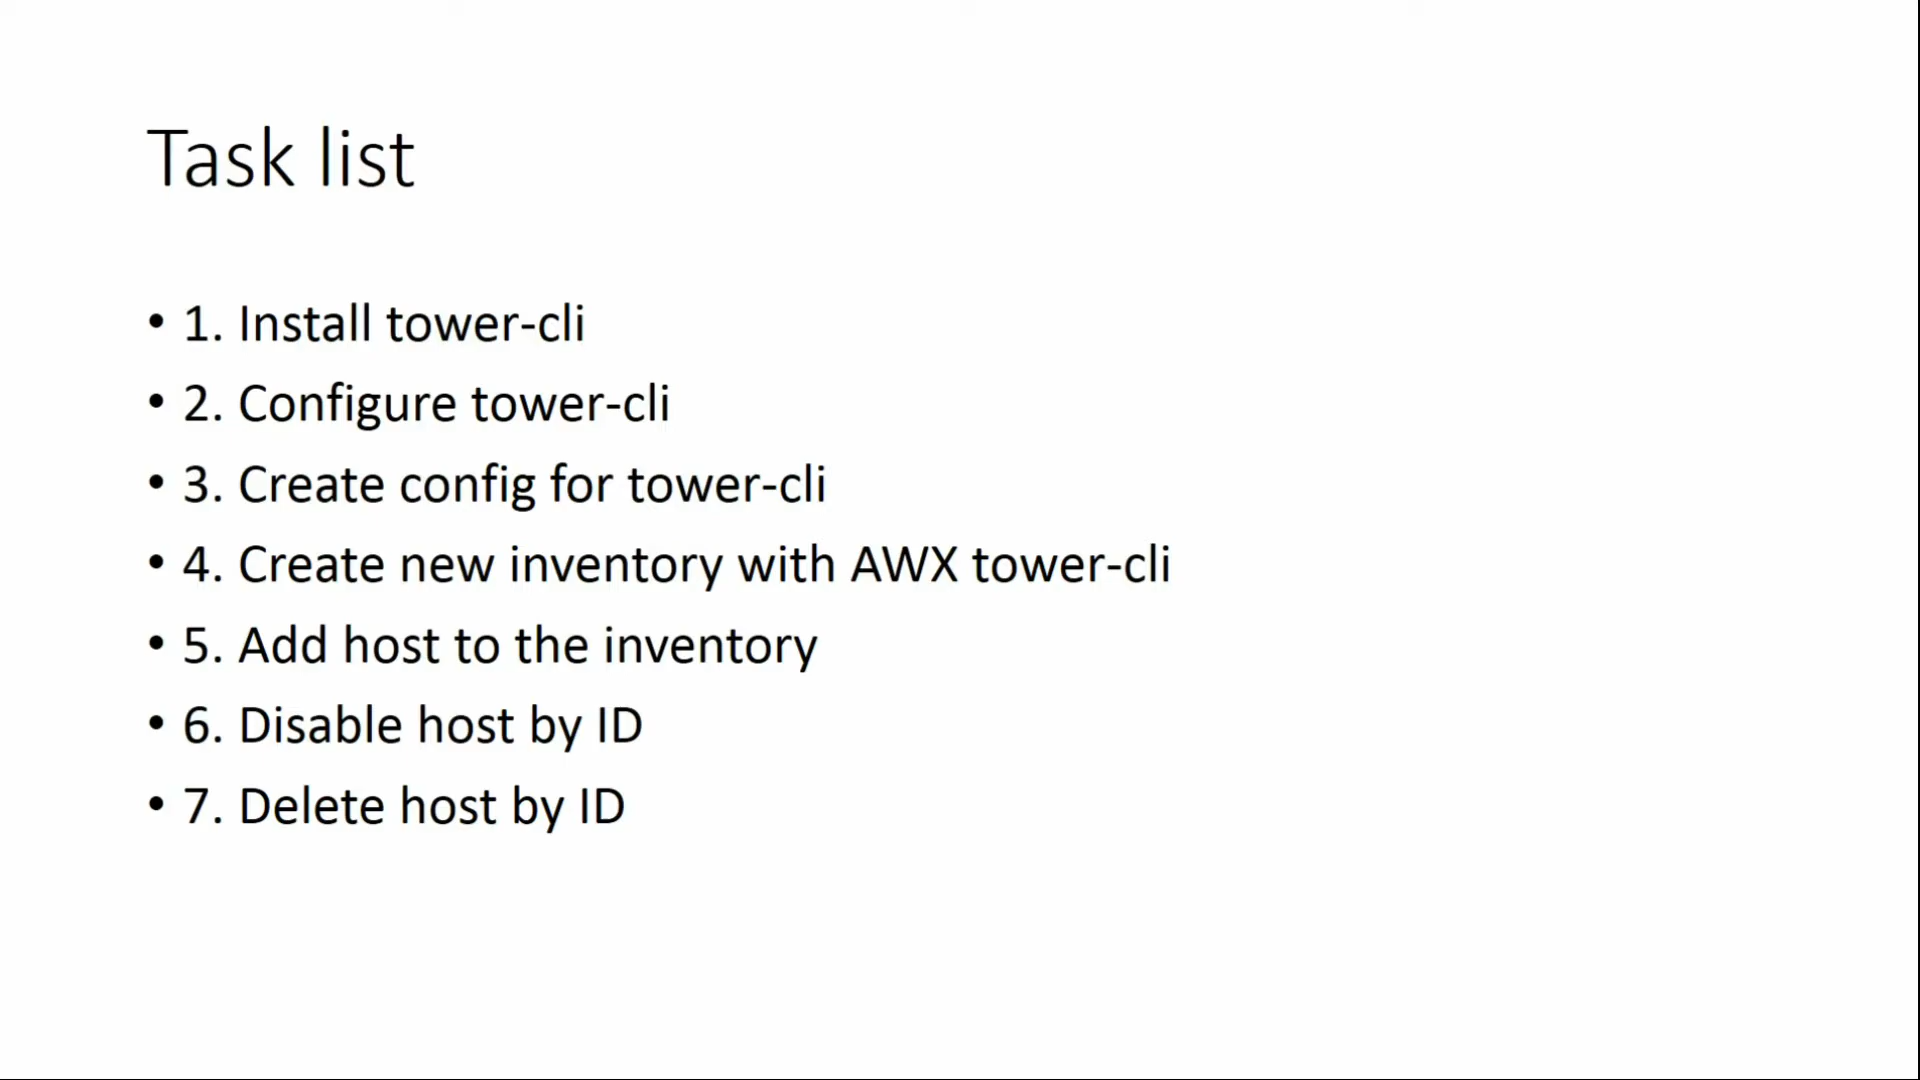 Task list
• 1. Install tower-cli
• 2. Configure tower-cli
• 3. Create config for tower-cli
• 4. Create new inventory with AWX tower-cli
• 5. Add host to the inventory
• 6. Disable host by ID
• 7. Delete host by ID